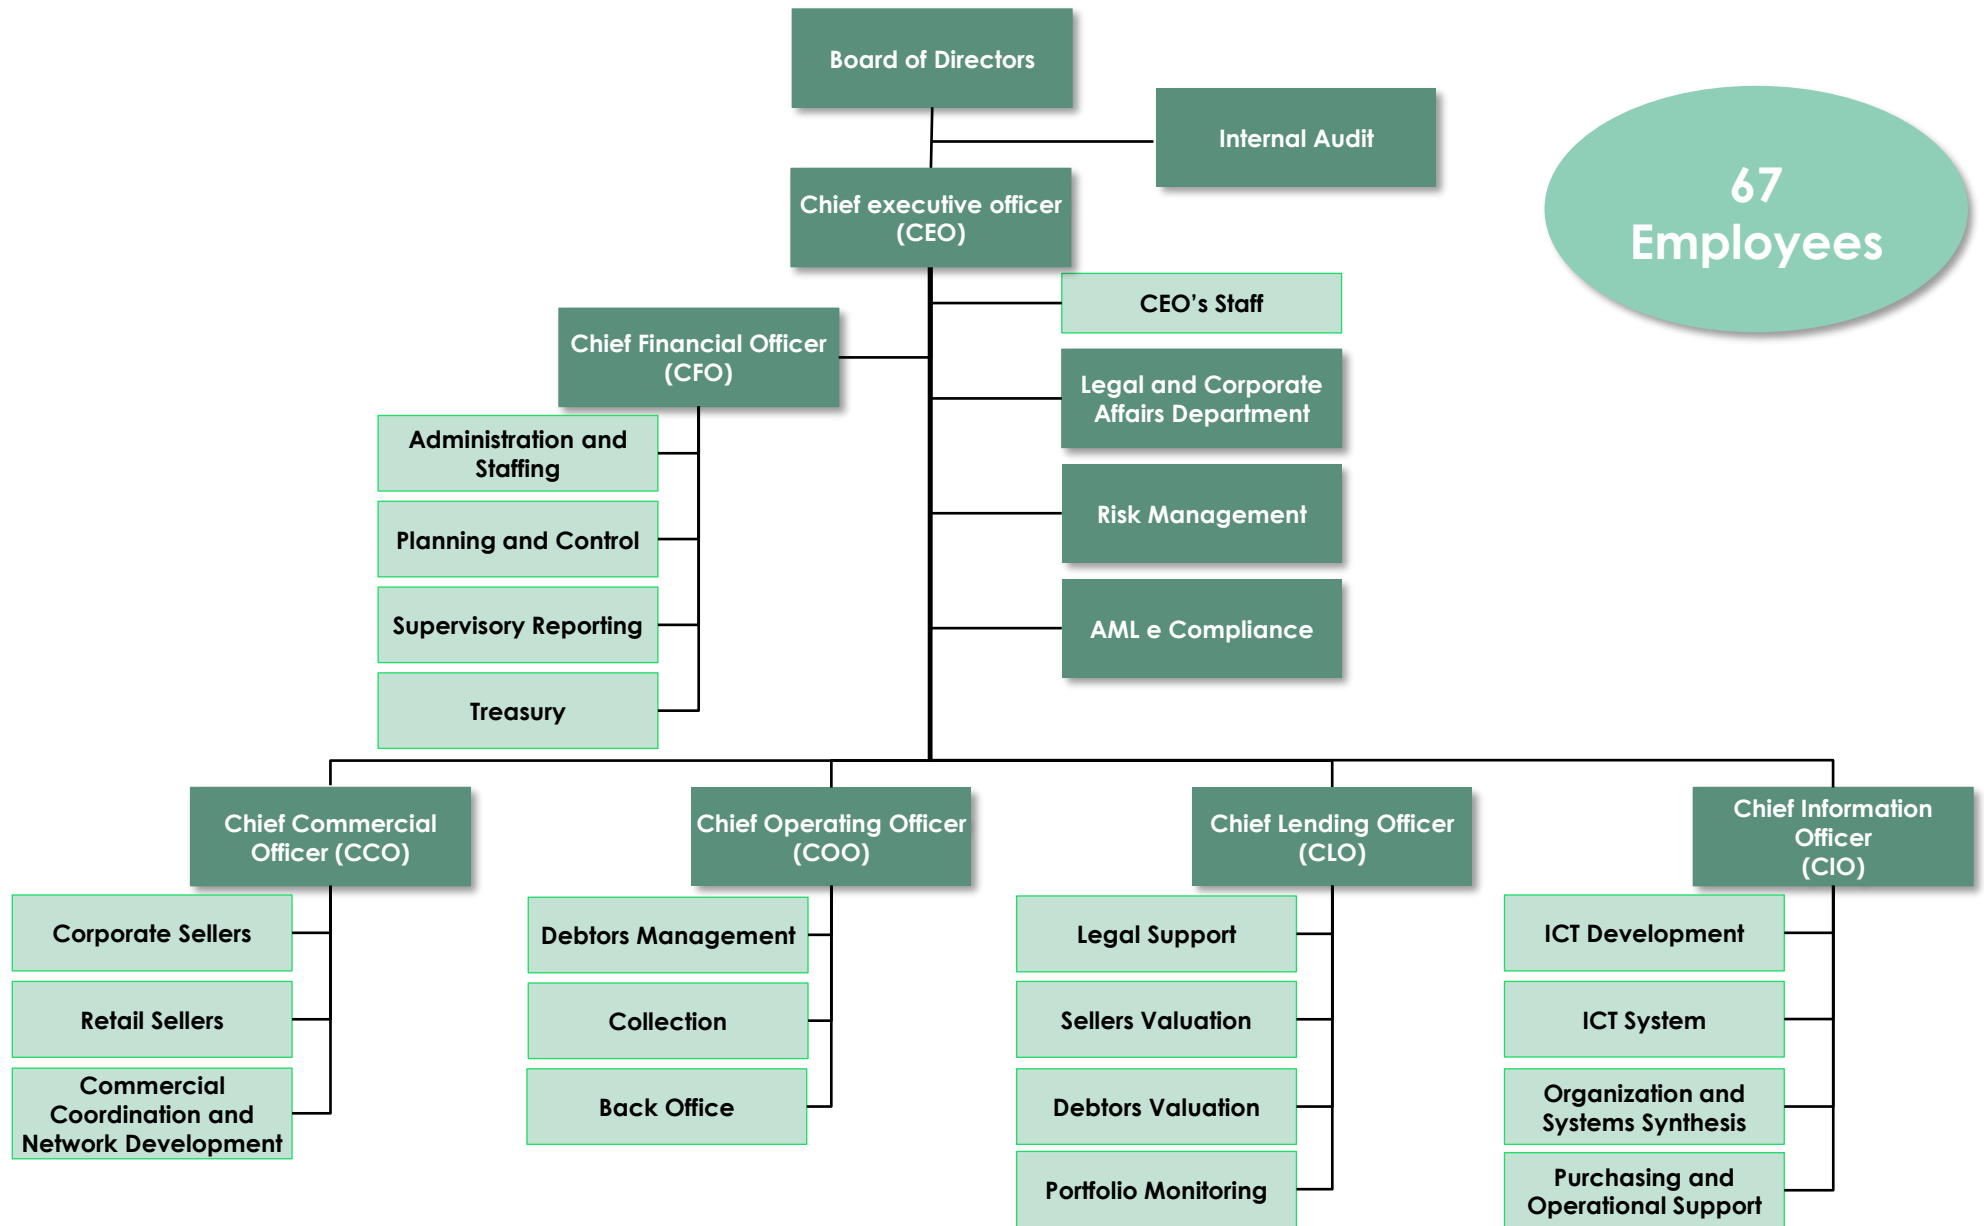 Board of Directors
Internal Audit
67
Employees
Chief executive officer
(CEO)
CEO’s Staff
Chief Financial Officer
(CFO)
Legal and Corporate
Affairs Department
Administration and
Staffing
Planning and Control
Risk Management
Supervisory Reporting
AML e Compliance
Treasury
Chief Commercial
Officer (CCO)
Chief Operating Officer
(COO)
Chief Lending Officer
(CLO)
Chief Information
Officer
(CIO)
Corporate Sellers
Retail Sellers
Commercial
Coordination and
Network Development
Debtors Management
Collection
Back Office
Legal Support
Sellers Valuation
Debtors Valuation
Portfolio Monitoring
ICT Development
ICT System
Organization and
Systems Synthesis
Purchasing and
Operational Support